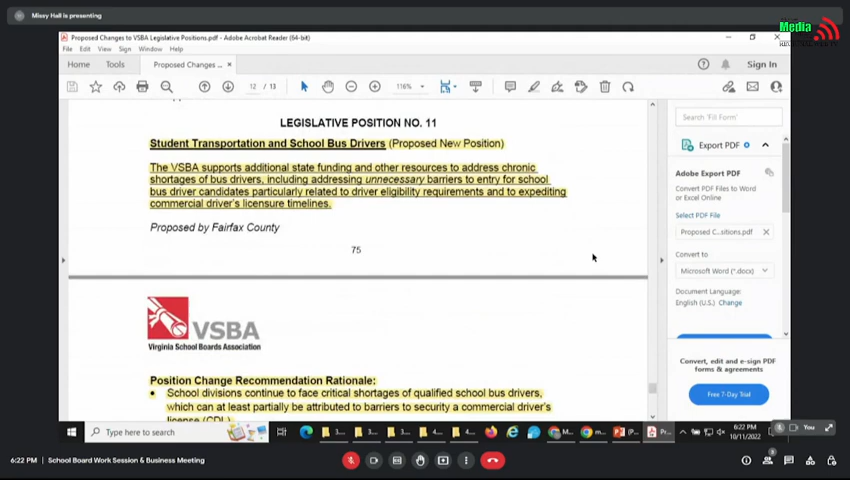 Missy Hall is presenting
Media
Proposed Changes to VSBA Legislative Positions.pdf - Adobe Acrobat Reader (64-bit)
File Edit View Sign Window Help
Home Tools Proposed Changes ... × Sign In
12 / 13 116%
LEGISLATIVE POSITION NO. 11
Student Transportation and School Bus Drivers (Proposed New Position)
The VSBA supports additional state funding and other resources to address chronic
shortages of bus drivers, including addressing unnecessary barriers to entry for school
bus driver candidates particularly related to driver eligibility requirements and to expediting
commercial driver's licensure timelines.
Proposed by Fairfax County
75
VSBA
Virginia School Boards Association
Position Change Recommendation Rationale:
• School divisions continue to face critical shortages of qualified school bus drivers,
which can at least partially be attributed to barriers to security a commercial driver's
license (CDL)
Search 'Fill Form'
Export PDF
Adobe Export PDF
Convert PDF Files to Word
or Excel Online
Select PDF File
Proposed C...sitions.pdf ×
Convert to
Microsoft Word (*.docx)
Document Language:
English (U.S.) Change
Convert, edit and e-sign PDF
forms & agreements
Free 7-Day Trial
Type here to search
3... 3... 3... 4... 4... M... m... P... Pr...
6:22 PM
10/11/2022
You
6:22 PM | School Board Work Session & Business Meeting